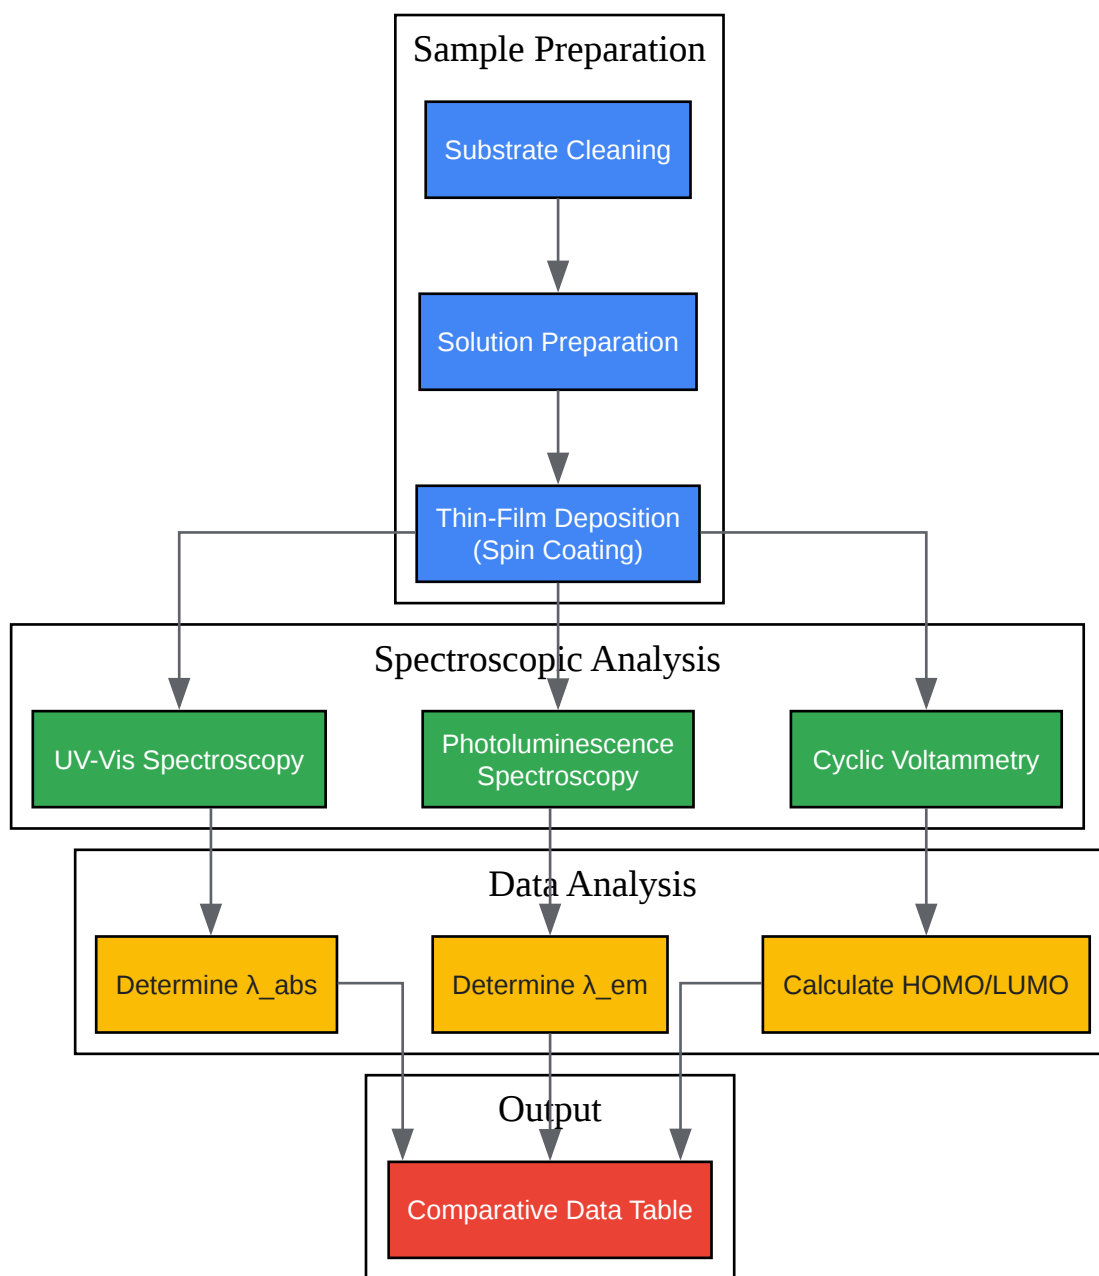 Sample Preparation
Substrate Cleaning
Solution Preparation
Thin-Film Deposition
(Spin Coating)
Spectroscopic Analysis
UV-Vis Spectroscopy
Photoluminescence
Spectroscopy
Cyclic Voltammetry
Data Analysis
Determine λ_abs
Determine λ_em
Calculate HOMO/LUMO
Output
Comparative Data Table